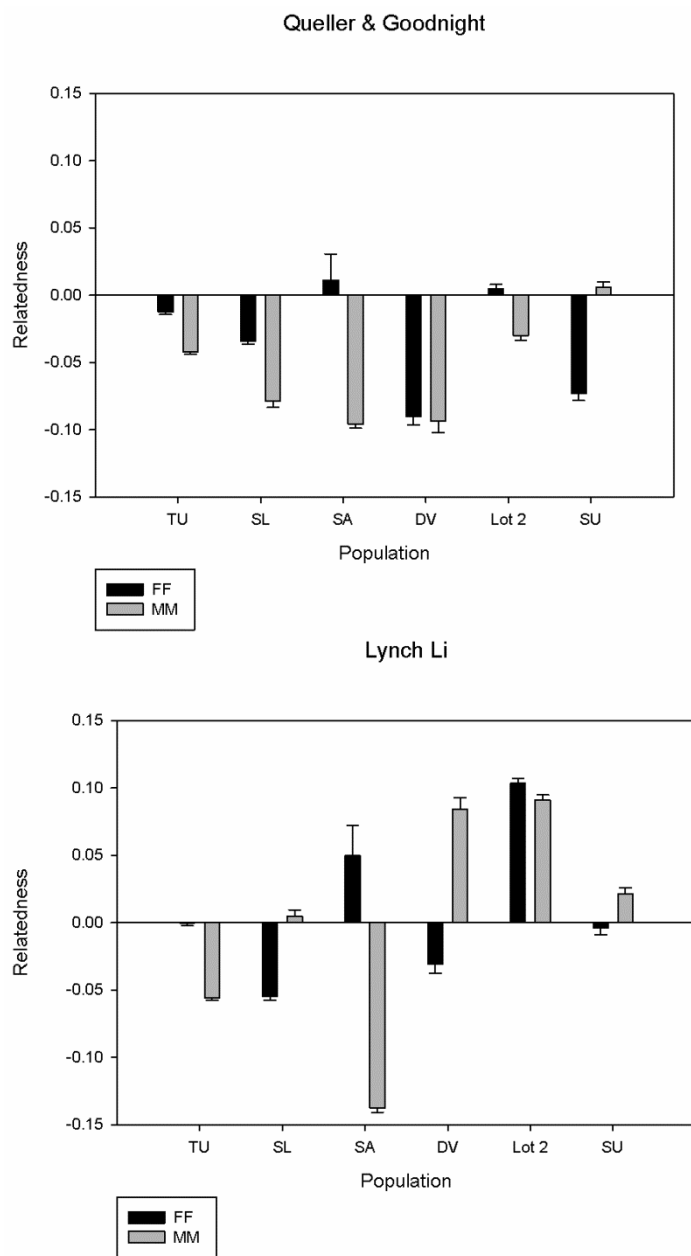 Queller & Goodnight
0.15
0.10
0.05
0.00
-0.05
-0.10
-0.15
Relatedness
TU SL SA DV Lot 2 SU
Population
FF
MM
Lynch Li
0.15
0.10
0.05
0.00
-0.05
-0.10
-0.15
Relatedness
TU SL SA DV Lot 2 SU
Population
FF
MM